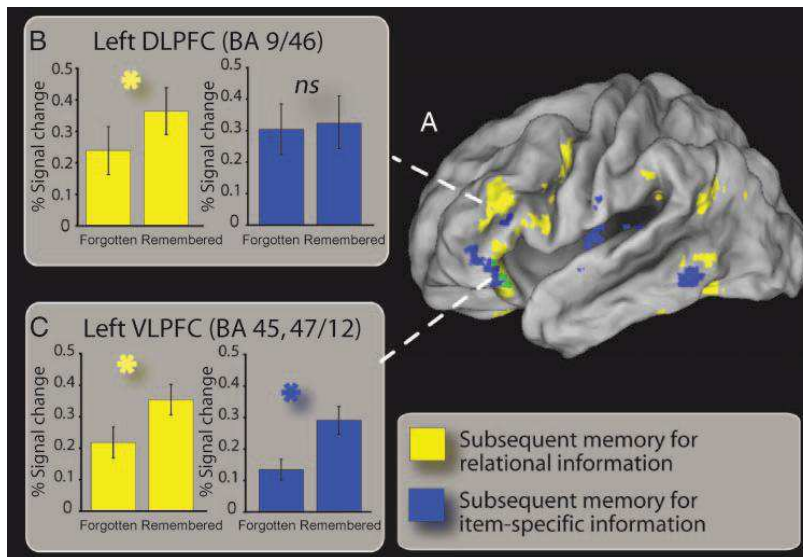 B Left DLPFC (BA 9/46)
% Signal change
0.5
0.4
0.3
0.2
0.1
0
Forgotten Remembered
% Signal change
0.5
0.4
0.3
0.2
0.1
0
ns
Forgotten Remembered
A
C Left VLPFC (BA 45, 47/12)
% Signal change
0.5
0.4
0.3
0.2
0.1
0
Forgotten Remembered
% Signal change
0.5
0.4
0.3
0.2
0.1
0
Forgotten Remembered
Subsequent memory for
relational information
Subsequent memory for
item-specific information